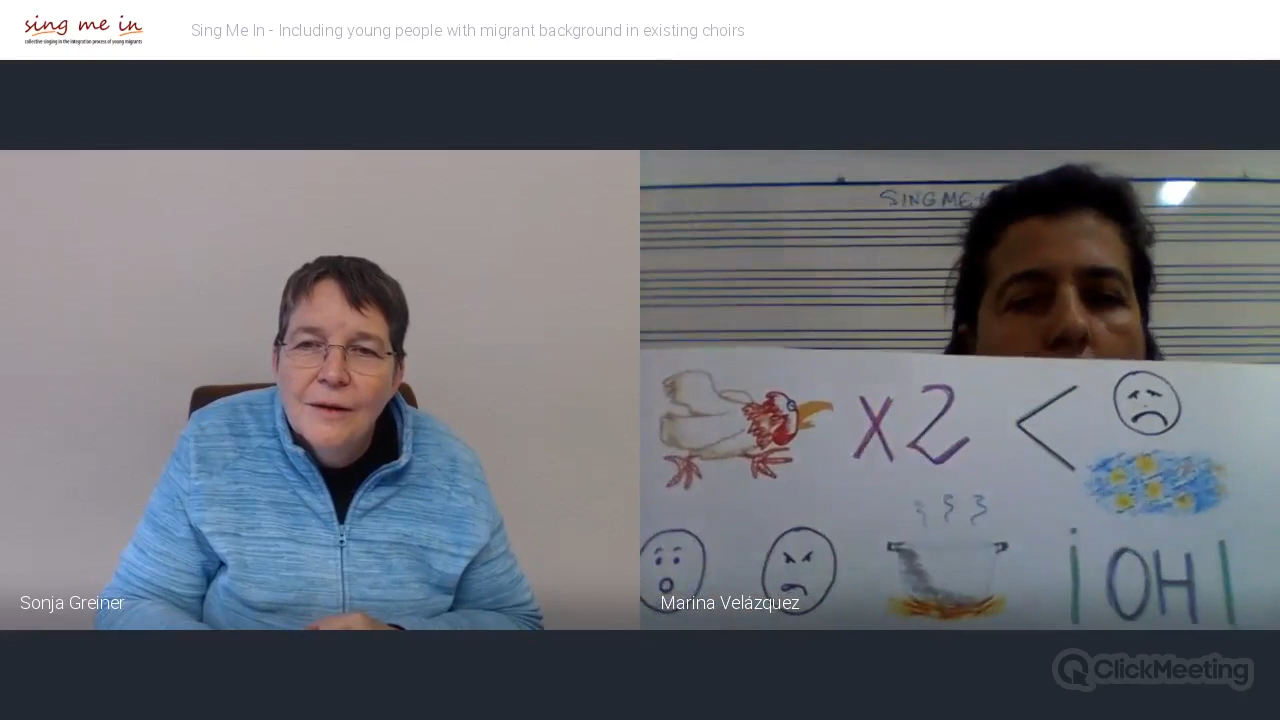 sing me in
collective singing in the integration process of young migrants
Sing Me In - Including young people with migrant background in existing choirs
SING ME
X2 <
¡OH!
Sonja Greiner
Marina Velázquez
ClickMeeting